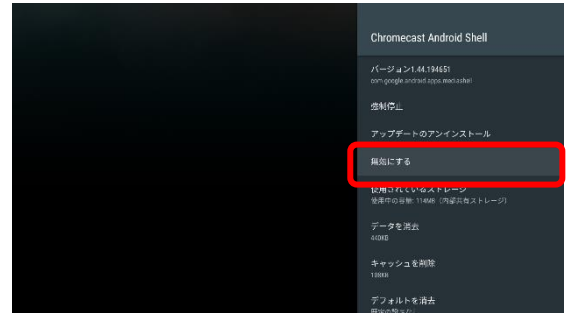 Chromecast Android Shell
バージョン1.44.194651
com.google.android.apps.mediashell
強制停止
アップデートのアンインストール
無効にする
使用されているストレージ
使用中の容量: 114MB（内部共有ストレージ）
データを消去
440KB
キャッシュを削除
198KB
デフォルトを消去